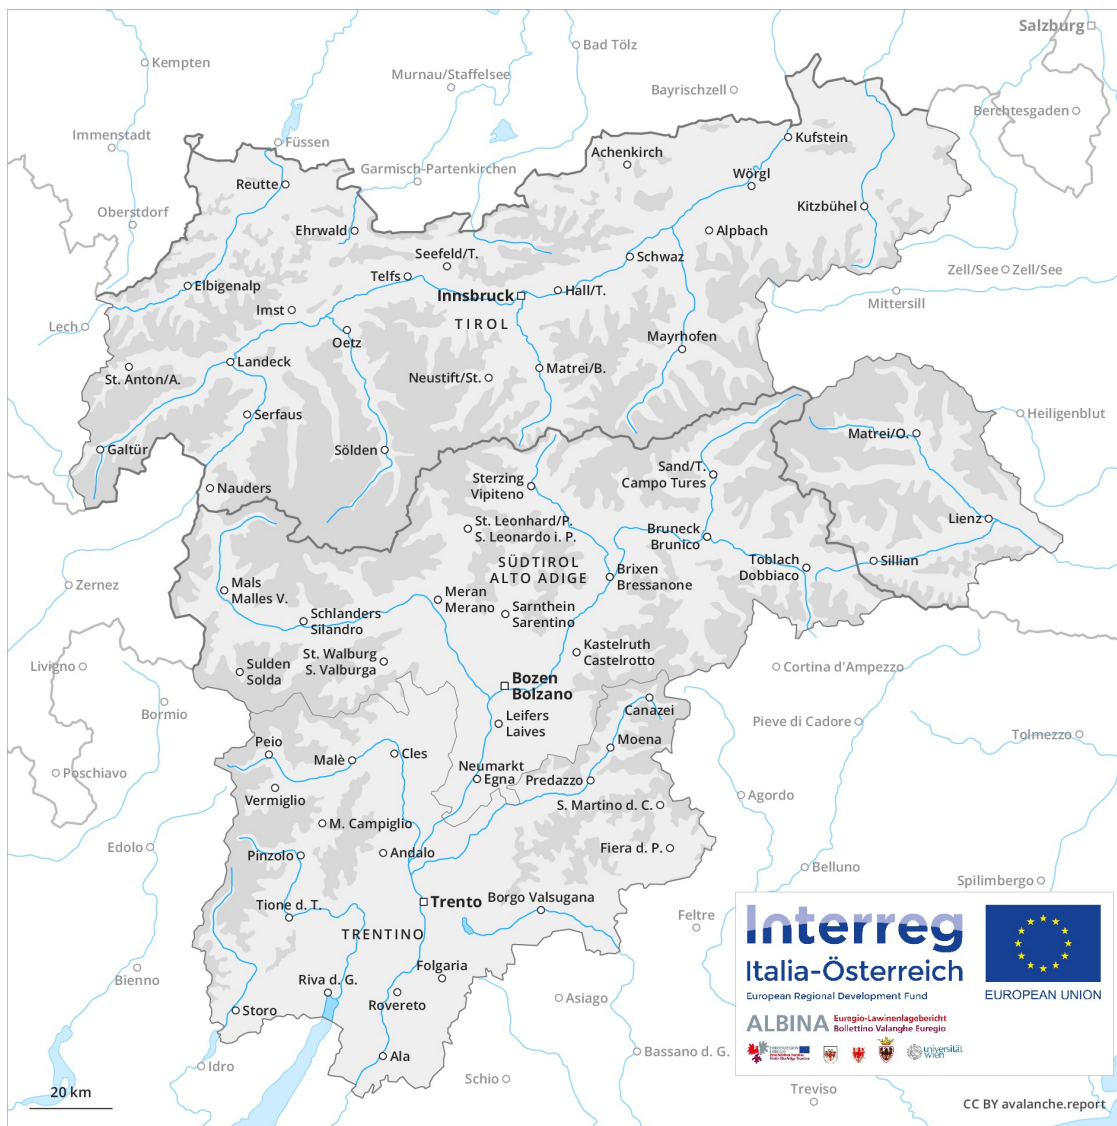 Salzburg
Bad Tölz
Kempten
Murnau/Staffelsee
Bayrischzell
Berchtesgaden
Immenstadt
Füssen
Kufstein
Achenkirch
Garmisch-Partenkirchen
Wörgl
Reutte
Kitzbühel
Oberstdorf
Ehrwald
Alpbach
Seefeld/T.
Schwaz
Telfs
Zell/See
Zell/See
Elbigenalp
Hall/T.
Innsbruck
Mittersill
Imst
TIROL
Lech
Oetz
Mayrhofen
Landeck
Matrei/B.
St. Anton/A.
Neustift/St.
Serfaus
Heiligenblut
Matrei/O.
Galtür
Sölden
Sand/T.
Campo Tures
Sterzing
Vipiteno
Nauders
Lienz
St. Leonhard/P.
S. Leonardo i. P.
Bruneck
Brunico
SÜDTIROL
ALTO ADIGE
Toblach
Dobbiaco
Sillian
Brixen
Bressanone
Zernez
Mals
Malles V.
Meran
Merano
Sarnthein
Sarentino
Schlanders
Silandro
Kastelruth
Castelrotto
St. Walburg
S. Valburga
Livigno
Sulden
Solda
Cortina d'Ampezzo
Bozen
Bolzano
Bormio
Canazei
Leifers
Laives
Pieve di Cadore
Tolmezzo
Peio
Moena
Malè
Cles
Poschiavo
Neumarkt
Egna
Predazzo
Vermiglio
Agordo
S. Martino d. C.
M. Campiglio
Edolo
Pinzolo
Andalo
Fiera d. P.
Belluno
Spilimbergo
Trento
Borgo Valsugana
Tione d. T.
Feltre
TRENTINO
Interreg
Italia-Österreich
European Regional Development Fund
EUROPEAN UNION
Folgaria
Bienno
Riva d. G.
Rovereto
Asiago
Storo
ALBINA
Euregio-Lawinenlagebericht
Bollettino Valanghe Euregio
universität
wien
Ala
Bassano d. G.
Idro
Schio
Treviso
20 km
CC BY avalanche.report